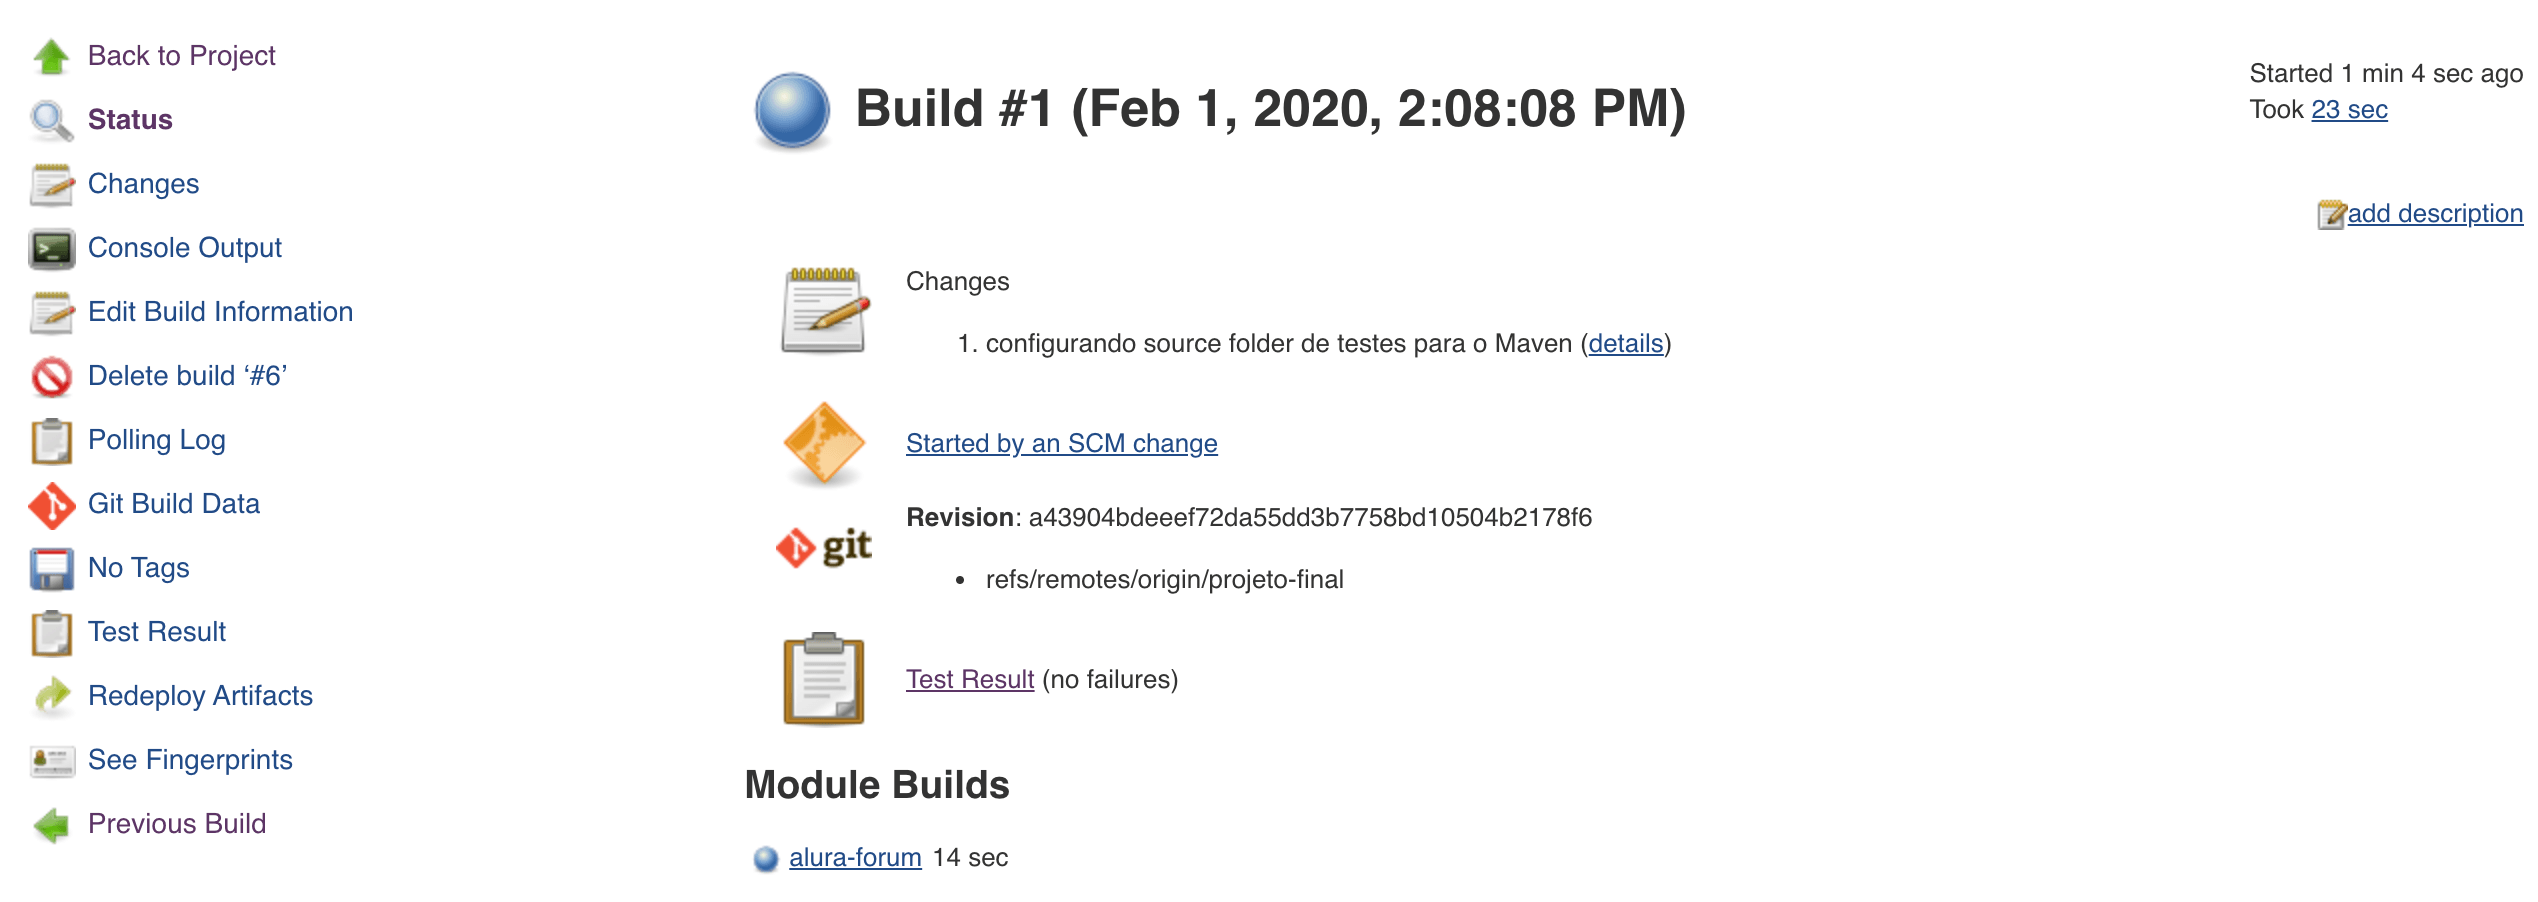 Back to Project
Status
Changes
Console Output
Edit Build Information
Delete build ‘#6’
Polling Log
Git Build Data
No Tags
Test Result
Redeploy Artifacts
See Fingerprints
Previous Build
Build #1 (Feb 1, 2020, 2:08:08 PM)
Started 1 min 4 sec ago
Took 23 sec
add description
Changes
1. configurando source folder de testes para o Maven (details)
Started by an SCM change
git
Revision: a43904bdeeef72da55dd3b7758bd10504b2178f6
• refs/remotes/origin/projeto-final
Test Result (no failures)
Module Builds
alura-forum 14 sec